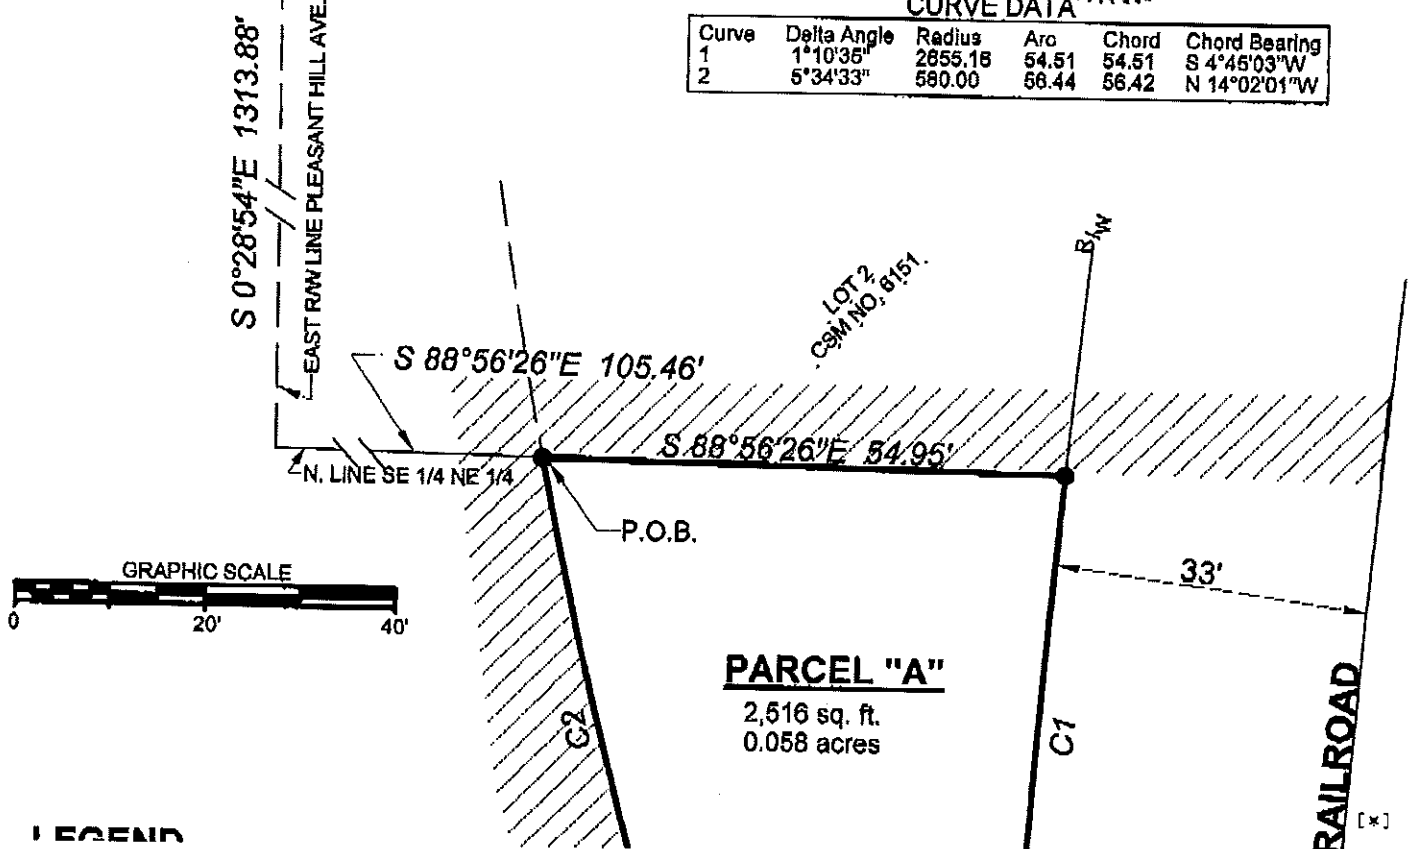 CURVE DATA
Curve Delta Angle Radius Arc Chord Chord Bearing
1 1°10'35" 2655.16 54.51 54.51 S 4°45'03"W
2 5°34'33" 580.00 56.44 56.42 N 14°02'01"W
S 0°28'54"E 1313.88'
EAST R/W LINE PLEASANT HILL AVE.
LOT 2
CSM NO. 6151.
S 88°56'26"E 105.46'
S 88°56'26"E 54.95'
N. LINE SE 1/4 NE 1/4
P.O.B.
GRAPHIC SCALE
0 20' 40'
33'
PARCEL "A"
2,516 sq. ft.
0.058 acres
C2
C1
RAILROAD
[*]
LEGEND